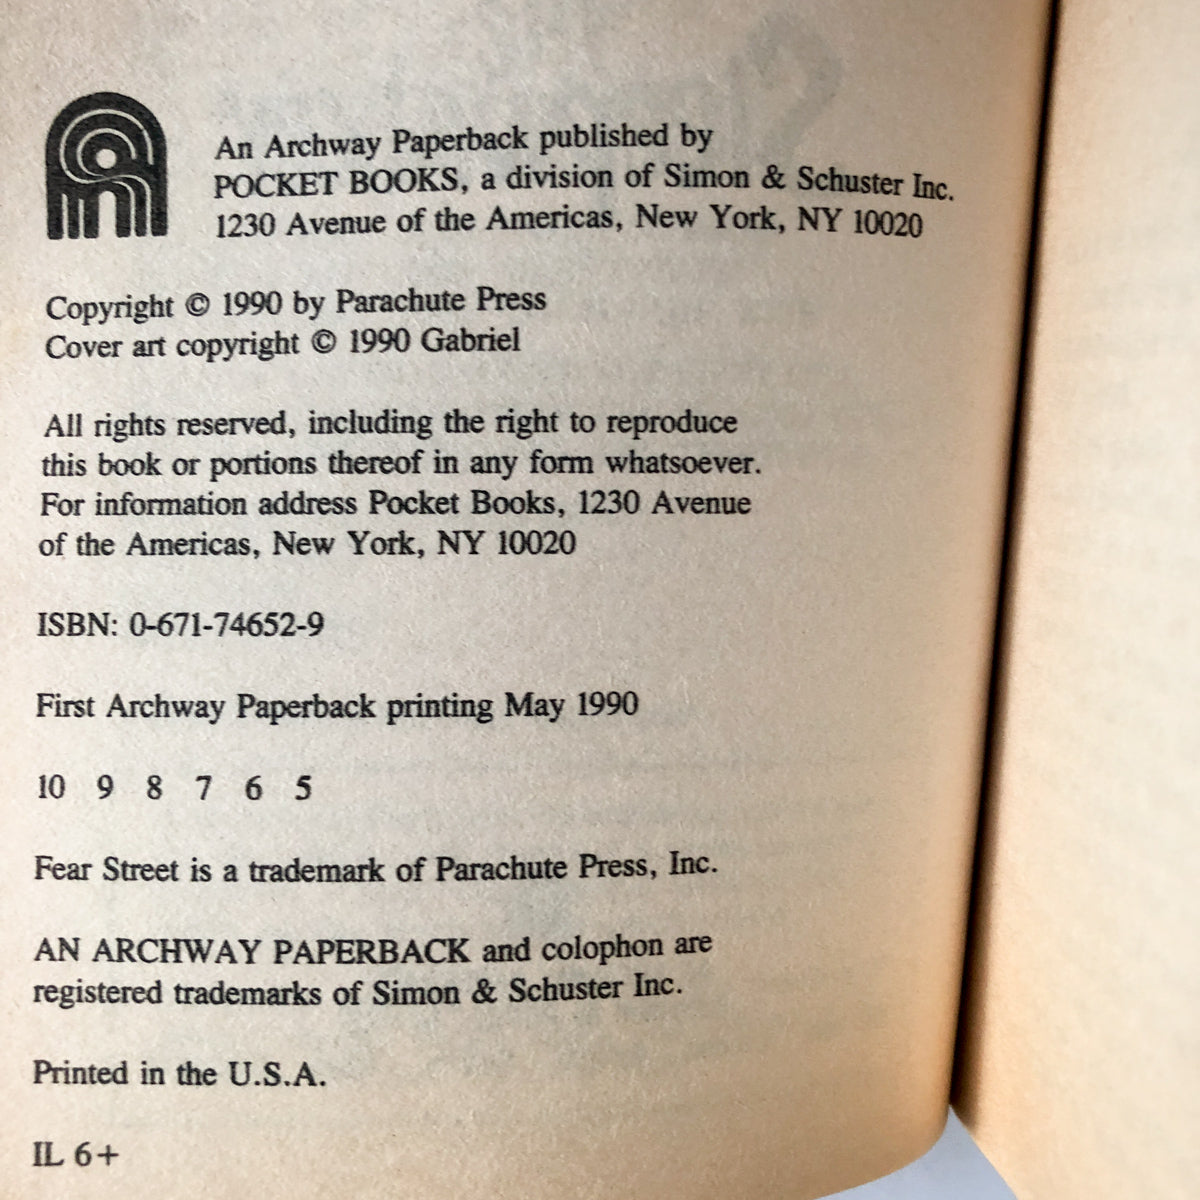 An Archway Paperback published by
POCKET BOOKS, a division of Simon & Schuster Inc.
1230 Avenue of the Americas, New York, NY 10020
Copyright © 1990 by Parachute Press
Cover art copyright © 1990 Gabriel
All rights reserved, including the right to reproduce
this book or portions thereof in any form whatsoever.
For information address Pocket Books, 1230 Avenue
of the Americas, New York, NY 10020
ISBN: 0-671-74652-9
First Archway Paperback printing May 1990
10 9 8 7 6 5
Fear Street is a trademark of Parachute Press, Inc.
AN ARCHWAY PAPERBACK and colophon are
registered trademarks of Simon & Schuster Inc.
Printed in the U.S.A.
IL 6+